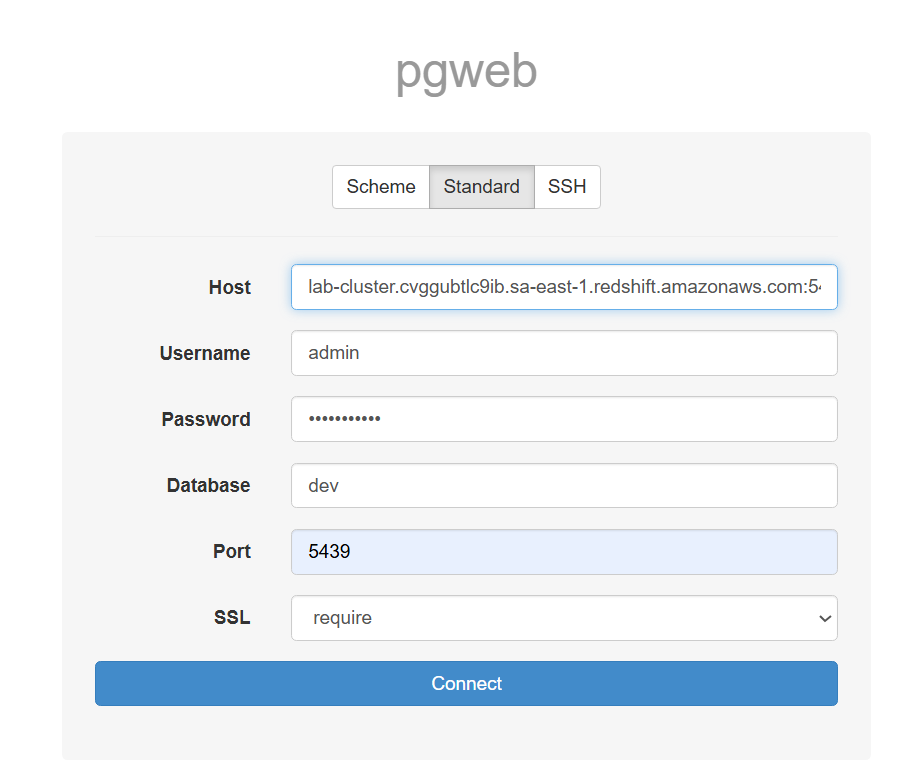 pgweb
Scheme Standard SSH
Host lab-cluster.cvggubtlc9ib.sa-east-1.redshift.amazonaws.com:54
Username admin
Password •••••••••••
Database dev
Port 5439
SSL require
Connect